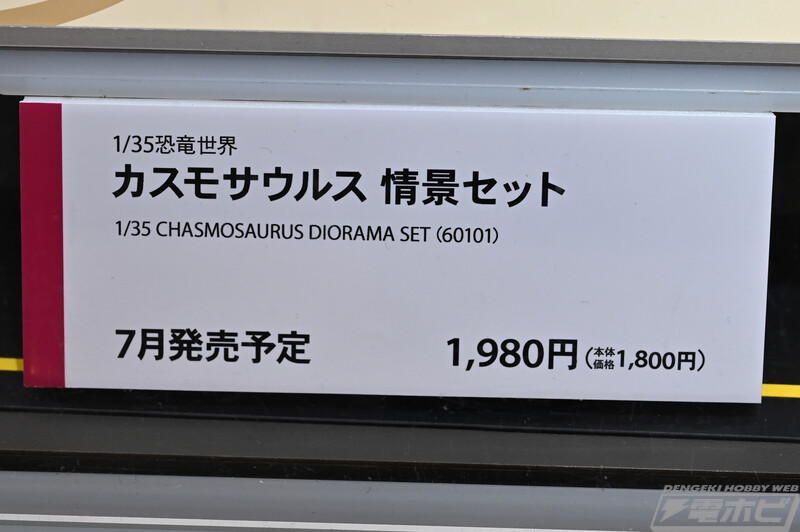 1/35恐竜世界
カスモサウルス 情景セット
1/35 CHASMOSAURUS DIORAMA SET (60101)
7月発売予定
1,980円(本体価格1,800円)
DENGEKI HOBBY WEB
電ホビ